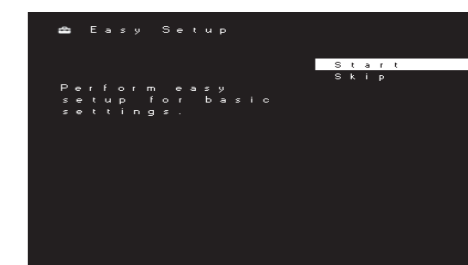 Easy Setup
Start
Skip
Perform easy
setup for basic
settings.